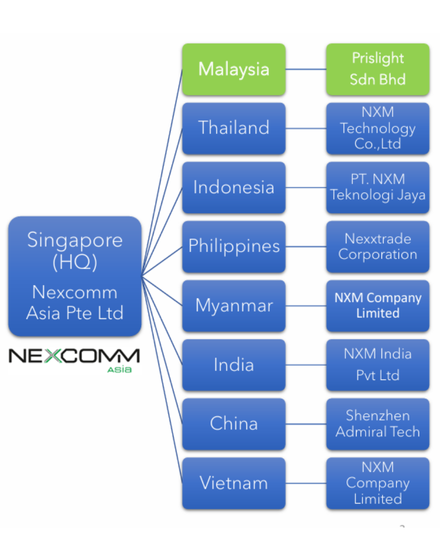 Singapore
(HQ)
Nexcomm
Asia Pte Ltd
NEXCOMM
ASIA
Malaysia
Prislight
Sdn Bhd
Thailand
NXM
Technology
Co.,Ltd
Indonesia
PT. NXM
Teknologi Jaya
Philippines
Nexxtrade
Corporation
Myanmar
NXM Company
Limited
India
NXM India
Pvt Ltd
China
Shenzhen
Admiral Tech
Vietnam
NXM
Company
Limited